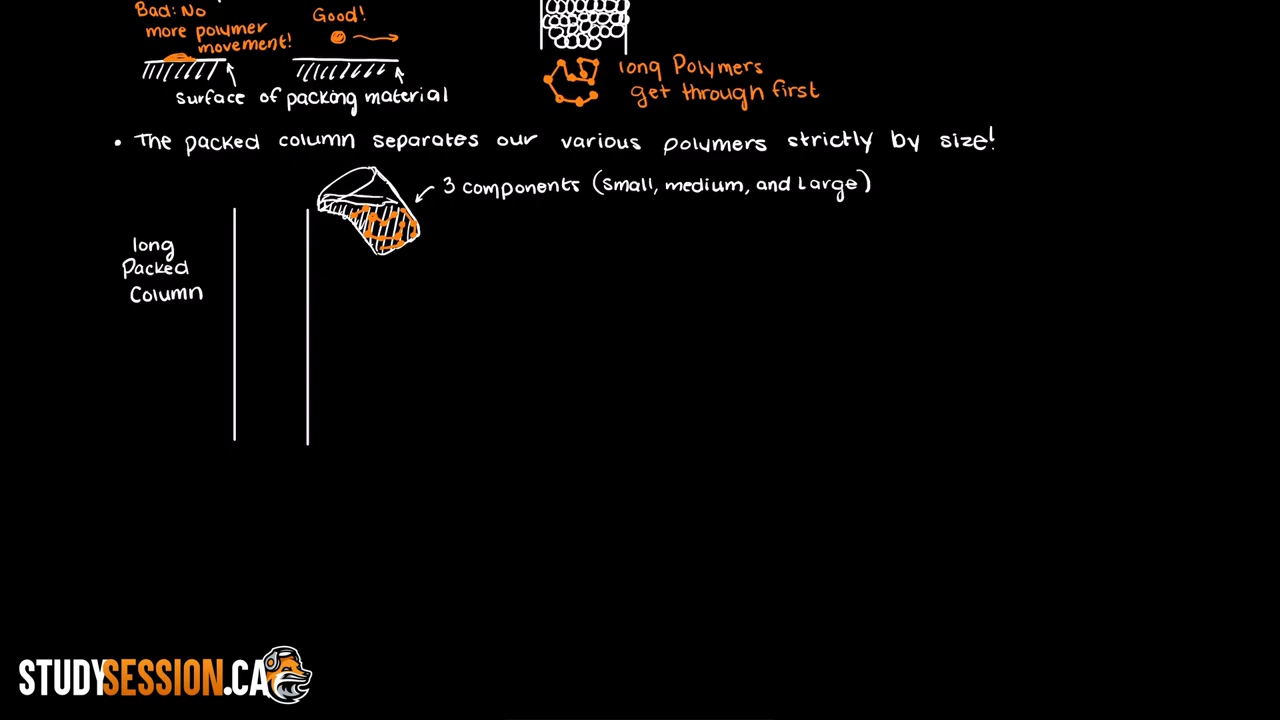 Bad: No
more polymer
movement!
Good!
surface of packing material
long Polymers
get through first
• The packed column separates our various polymers strictly by size!
3 components (small, medium, and Large)
long
Packed
Column
STUDYSESSION.CA